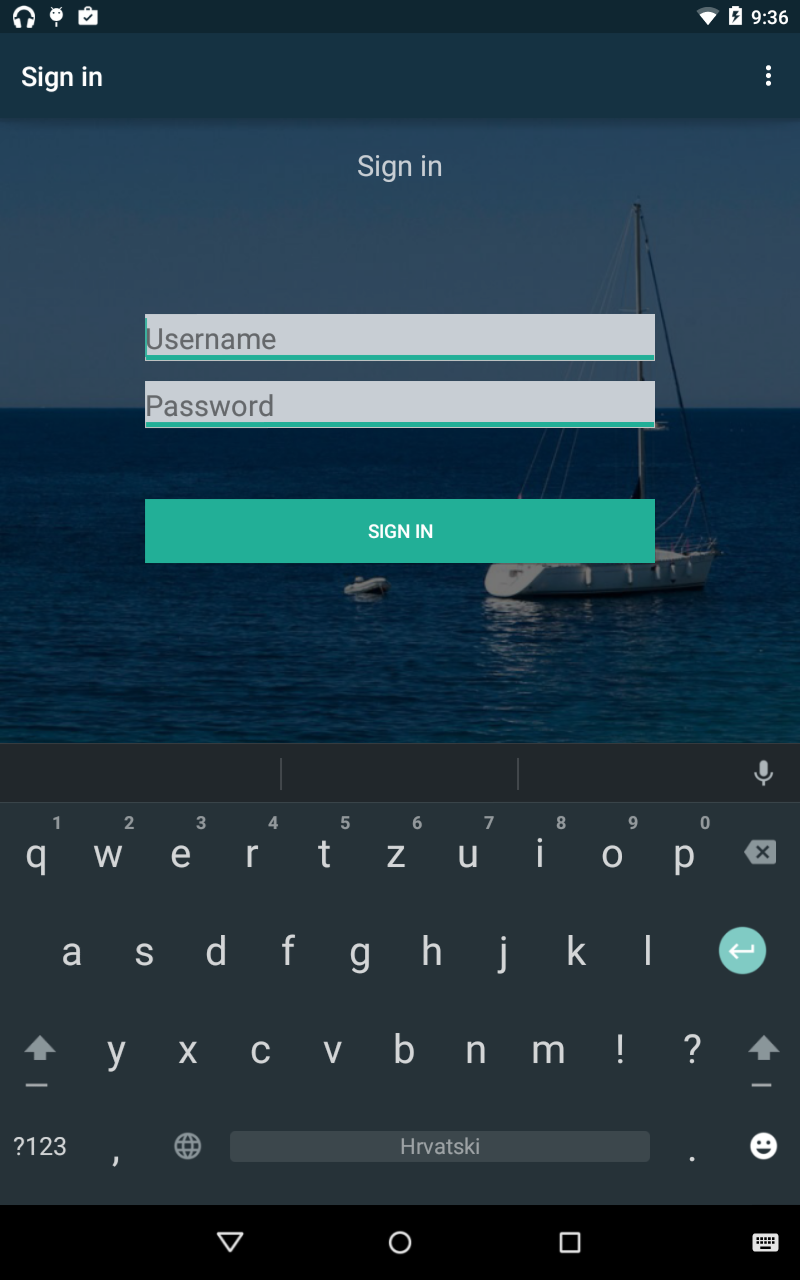 9:36
Sign in
Sign in
Username
Password
SIGN IN
1 2 3 4 5 6 7 8 9 0
q w e r t z u i o p
a s d f g h j k l
y x c v b n m ! ?
?123 , Hrvatski .